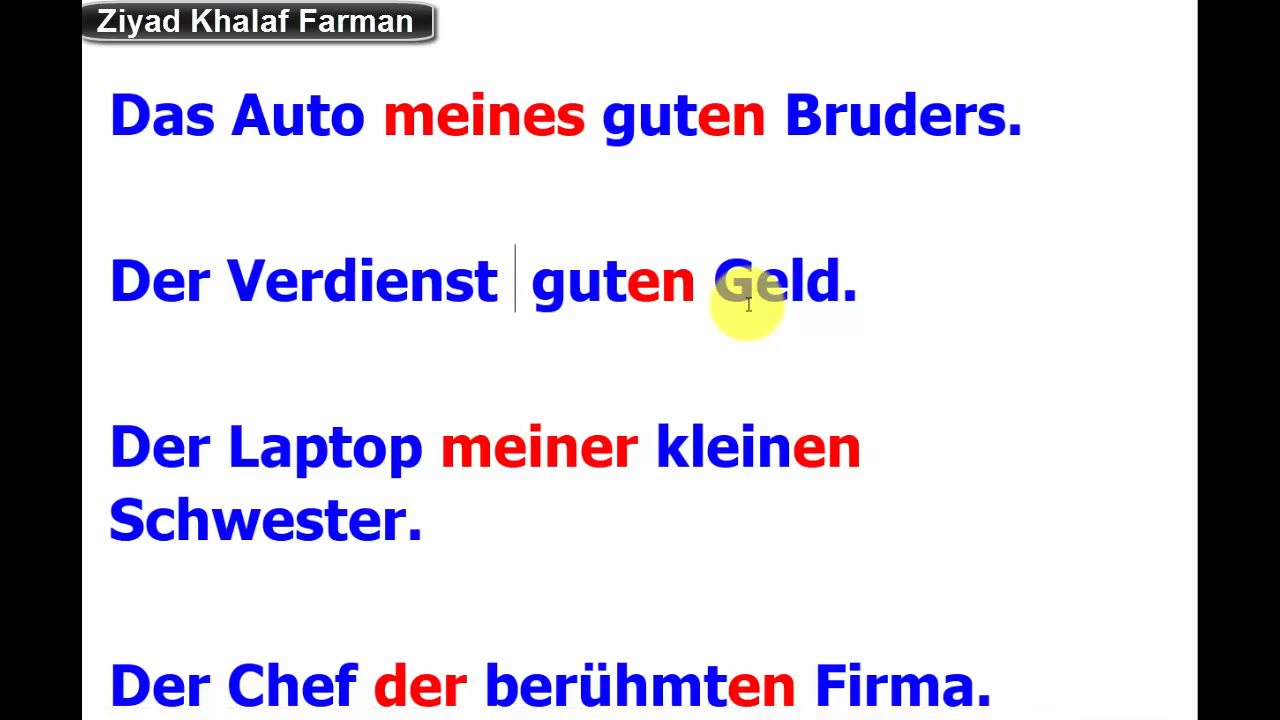 Ziyad Khalaf Farman
Das Auto meines guten Bruders.
Der Verdienst guten Geld.
Der Laptop meiner kleinen
Schwester.
Der Chef der berühmten Firma.